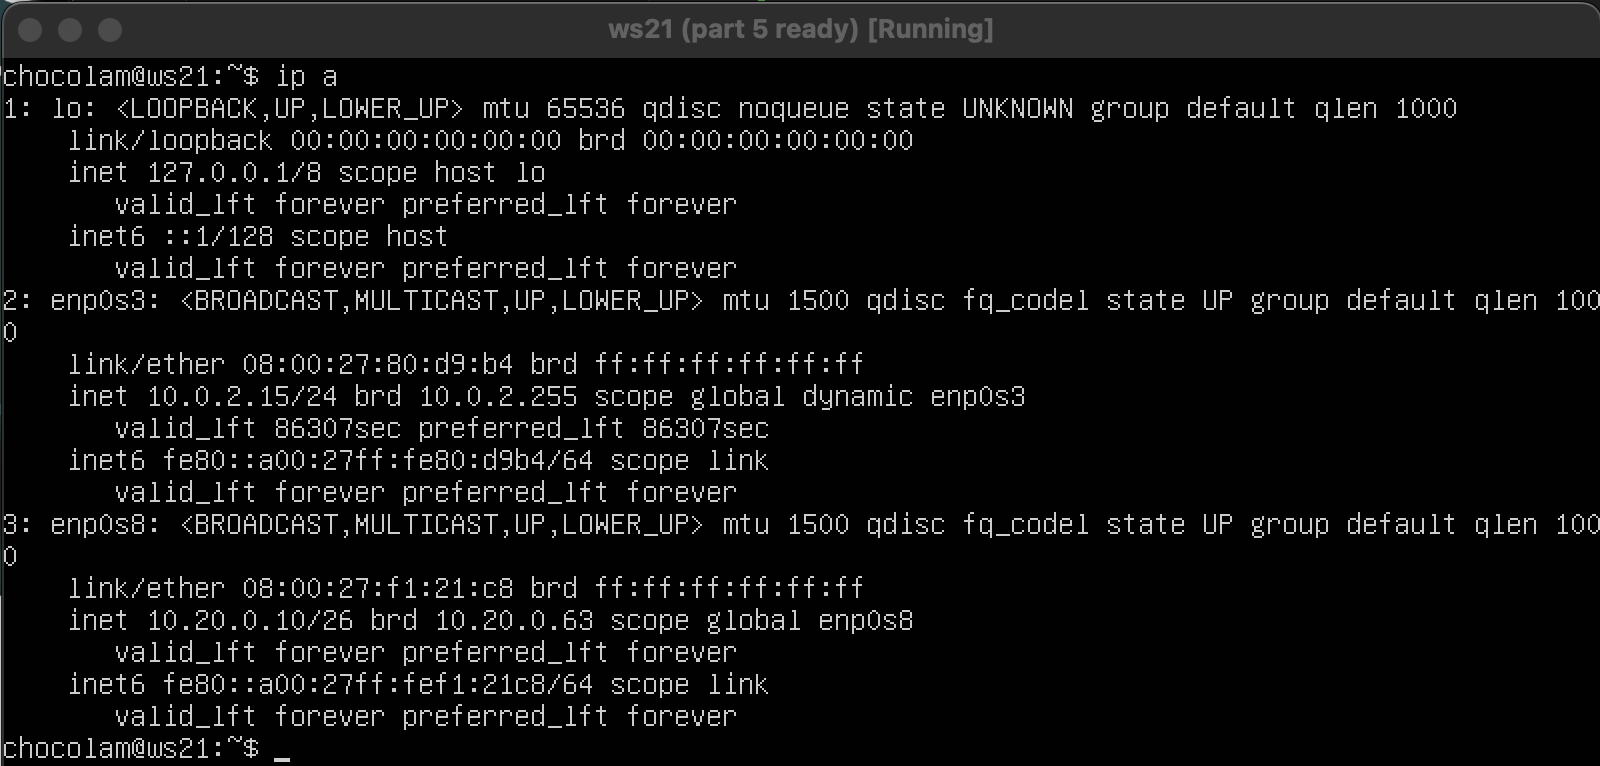 ws21 (part 5 ready) [Running]
chocolam@ws21:~$ ip a
1: lo: <LOOPBACK,UP,LOWER_UP> mtu 65536 qdisc noqueue state UNKNOWN group default qlen 1000
    link/loopback 00:00:00:00:00:00 brd 00:00:00:00:00:00
    inet 127.0.0.1/8 scope host lo
       valid_lft forever preferred_lft forever
    inet6 ::1/128 scope host
       valid_lft forever preferred_lft forever
2: enp0s3: <BROADCAST,MULTICAST,UP,LOWER_UP> mtu 1500 qdisc fq_codel state UP group default qlen 100
0
    link/ether 08:00:27:80:d9:b4 brd ff:ff:ff:ff:ff:ff
    inet 10.0.2.15/24 brd 10.0.2.255 scope global dynamic enp0s3
       valid_lft 86307sec preferred_lft 86307sec
    inet6 fe80::a00:27ff:fe80:d9b4/64 scope link
       valid_lft forever preferred_lft forever
3: enp0s8: <BROADCAST,MULTICAST,UP,LOWER_UP> mtu 1500 qdisc fq_codel state UP group default qlen 100
0
    link/ether 08:00:27:f1:21:c8 brd ff:ff:ff:ff:ff:ff
    inet 10.20.0.10/26 brd 10.20.0.63 scope global enp0s8
       valid_lft forever preferred_lft forever
    inet6 fe80::a00:27ff:fef1:21c8/64 scope link
       valid_lft forever preferred_lft forever
chocolam@ws21:~$ _